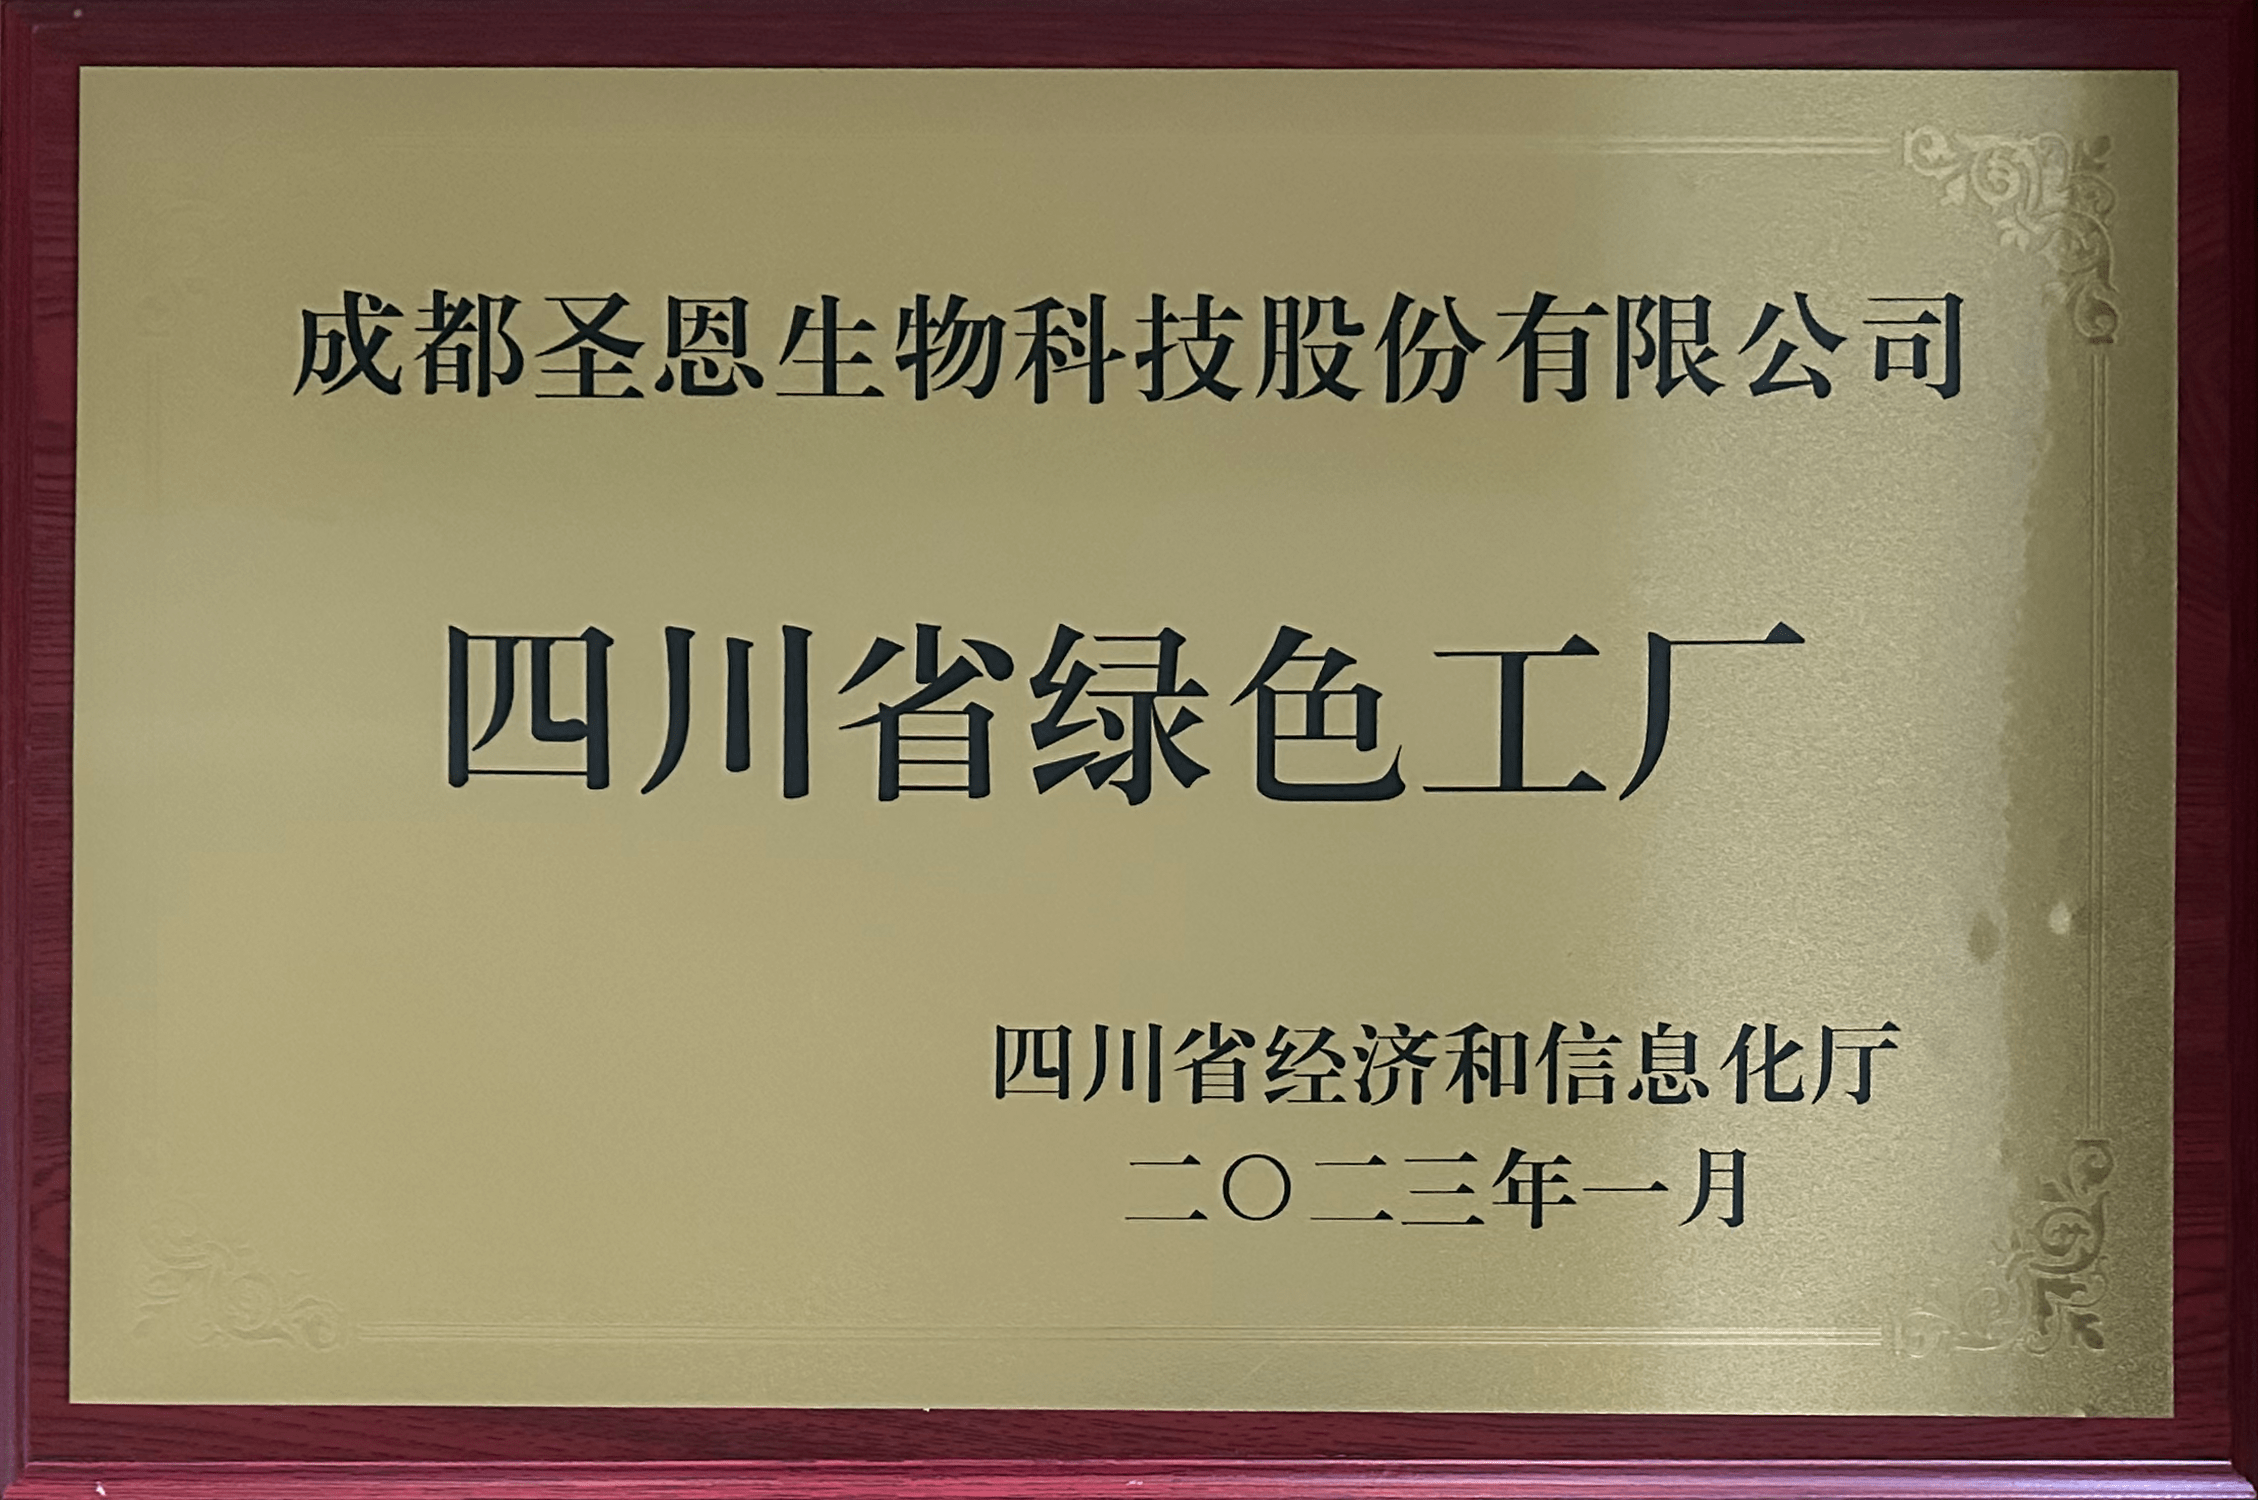 成都圣恩生物科技股份有限公司
四川省绿色工厂
四川省经济和信息化厅
二〇二三年一月